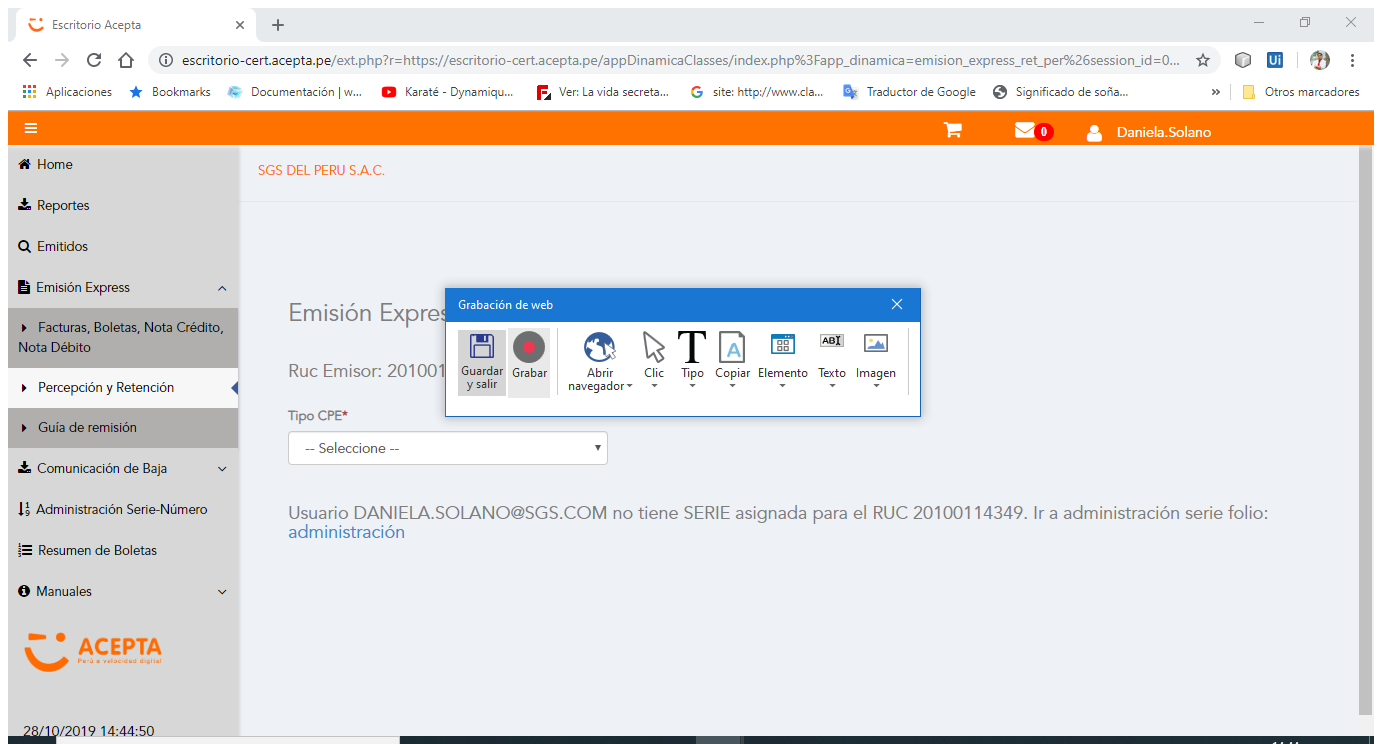 Escritorio Acepta
escritorio-cert.acepta.pe/ext.php?r=https://escritorio-cert.acepta.pe/appDinamicaClasses/index.php%3Fapp_dinamica=emision_express_ret_per%26session_id=0...
Ui
Aplicaciones
Bookmarks
Documentación | w...
Karaté - Dynamiqu...
Ver: La vida secreta...
site: http://www.cla...
Traductor de Google
Significado de soña...
»
Otros marcadores
0
Daniela.Solano
Home
SGS DEL PERU S.A.C.
Reportes
Emitidos
Emisión Express
Facturas, Boletas, Nota Crédito,
Nota Débito
Percepción y Retención
Guía de remisión
Comunicación de Baja
Administración Serie-Número
Resumen de Boletas
Manuales
ACEPTA
Perú a velocidad digital
28/10/2019 14:44:50
Emisión Expres
Ruc Emisor: 201001
Tipo CPE*
-- Seleccione --
Usuario DANIELA.SOLANO@SGS.COM no tiene SERIE asignada para el RUC 20100114349. Ir a administración serie folio:
administración
Grabación de web
Guardar
y salir
Grabar
Abrir
navegador
Clic
Tipo
Copiar
Elemento
Texto
Imagen